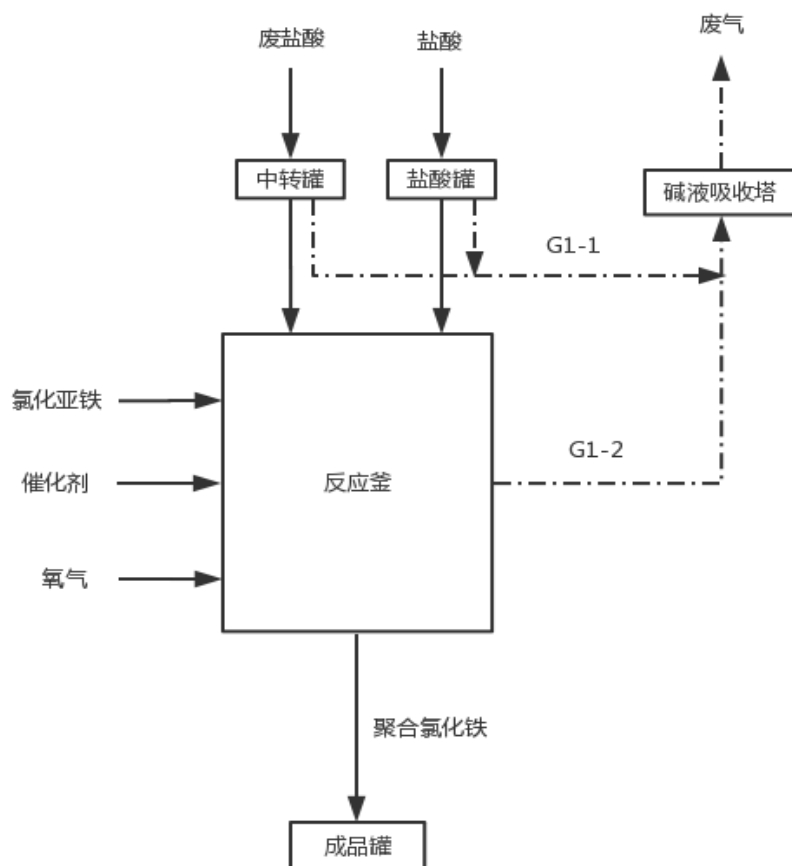 废盐酸
盐酸
废气
中转罐
盐酸罐
碱液吸收塔
G1-1
氯化亚铁
G1-2
催化剂
反应釜
氧气
聚合氯化铁
成品罐